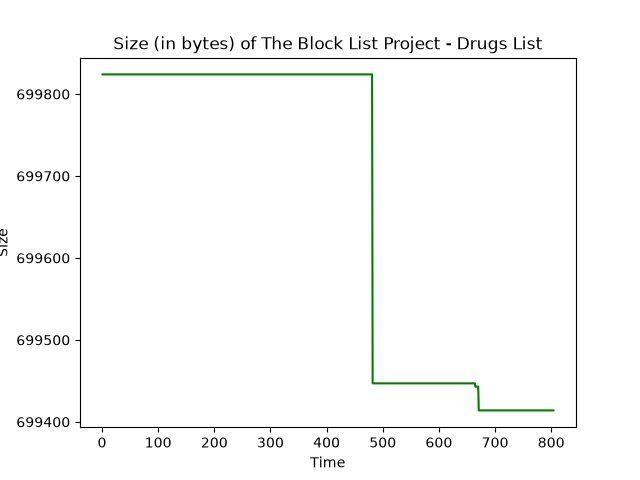 Size (in bytes) of The Block List Project - Drugs List
699800
699700
699600
699500
699400
Size
0 100 200 300 400 500 600 700 800
Time